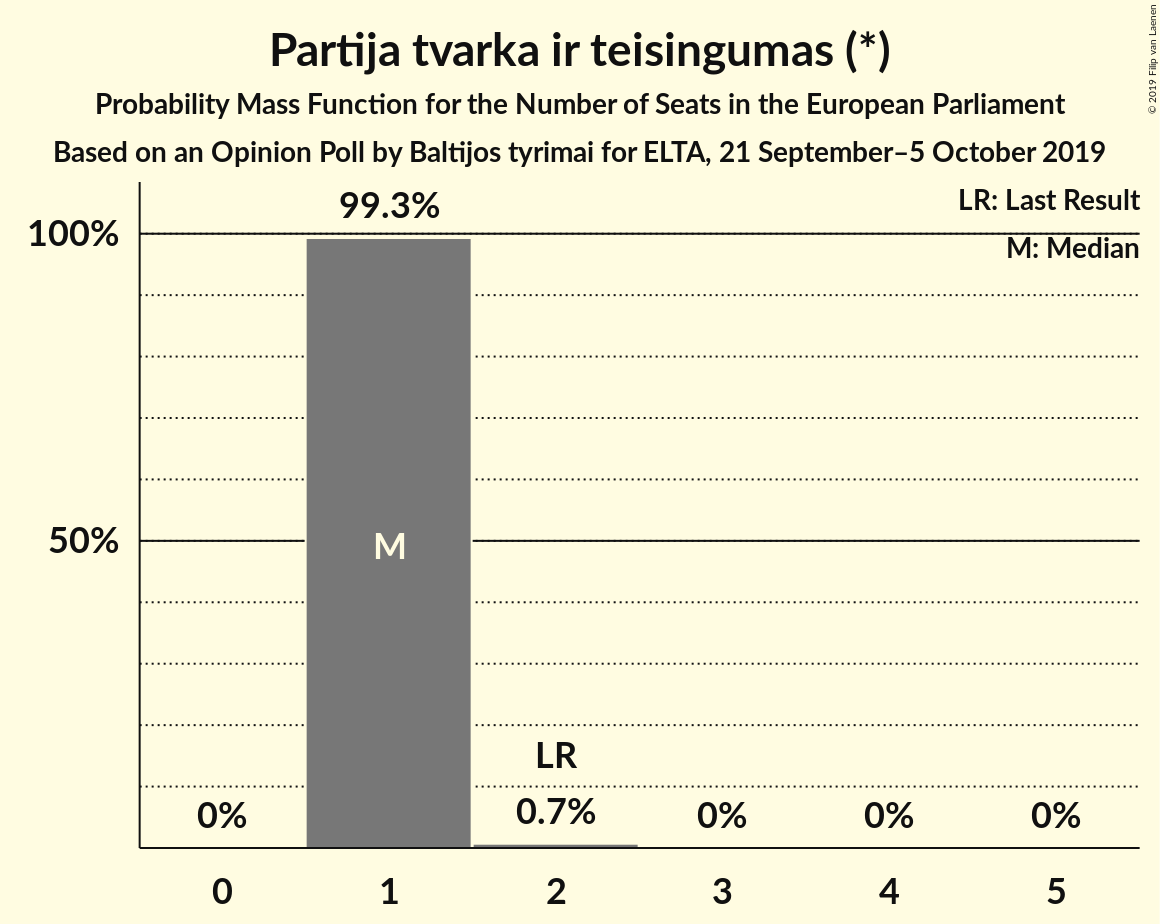 Partija tvarka ir teisingumas (*)
Probability Mass Function for the Number of Seats in the European Parliament
Based on an Opinion Poll by Baltijos tyrimai for ELTA, 21 September–5 October 2019
© 2019 Filip van Laenen
LR: Last Result
M: Median
100%
50%
99.3%
M
LR
0%
0.7%
0%
0%
0%
0
1
2
3
4
5